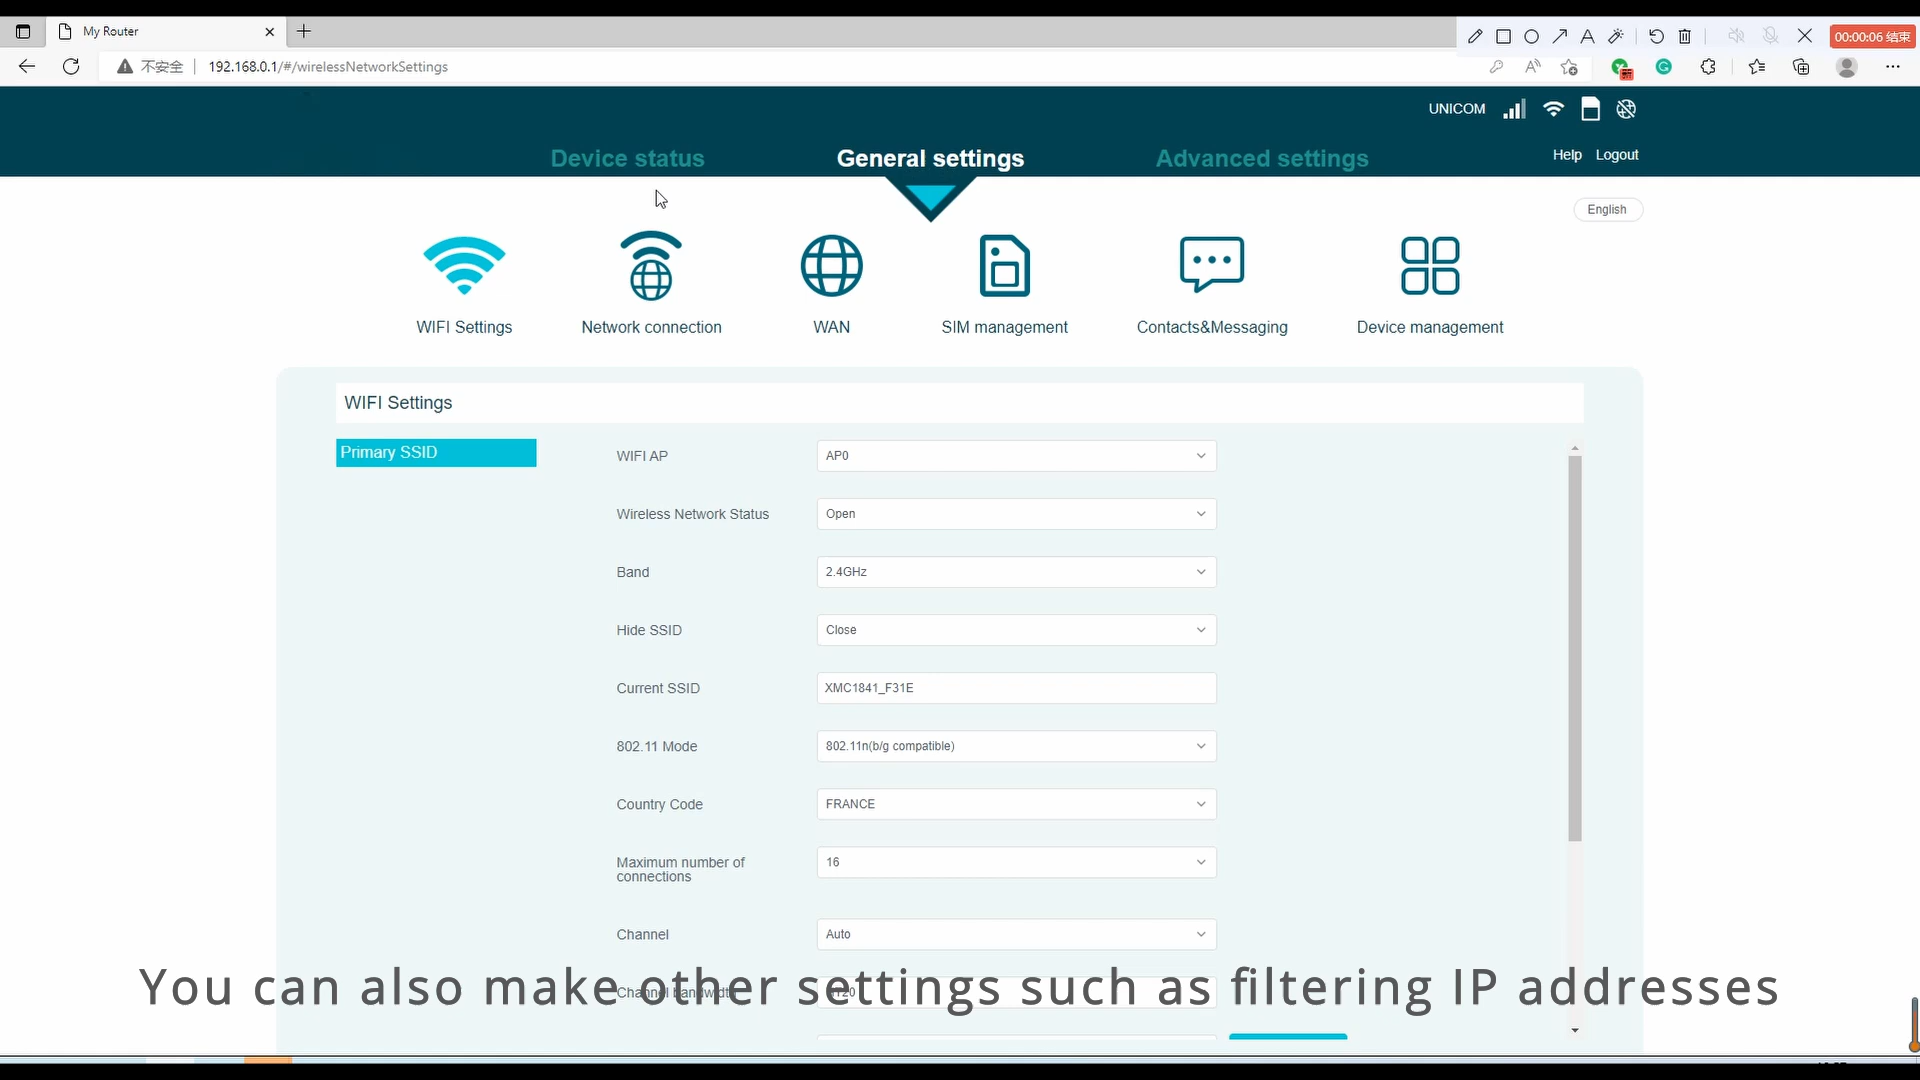 My Router
00:00:06 结束
不安全
192.168.0.1/#/wirelessNetworkSettings
UNICOM
Device status
General settings
Advanced settings
Help
Logout
English
WIFI Settings
Network connection
WAN
SIM management
Contacts&Messaging
Device management
WIFI Settings
Primary SSID
WIFI AP
AP0
Wireless Network Status
Open
Band
2.4GHz
Hide SSID
Close
Current SSID
XMC1841_F31E
802.11 Mode
802.11n(b/g compatible)
Country Code
FRANCE
Maximum number of
connections
16
Channel
Auto
Channel bandwidth
You can also make other settings such as filtering IP addresses